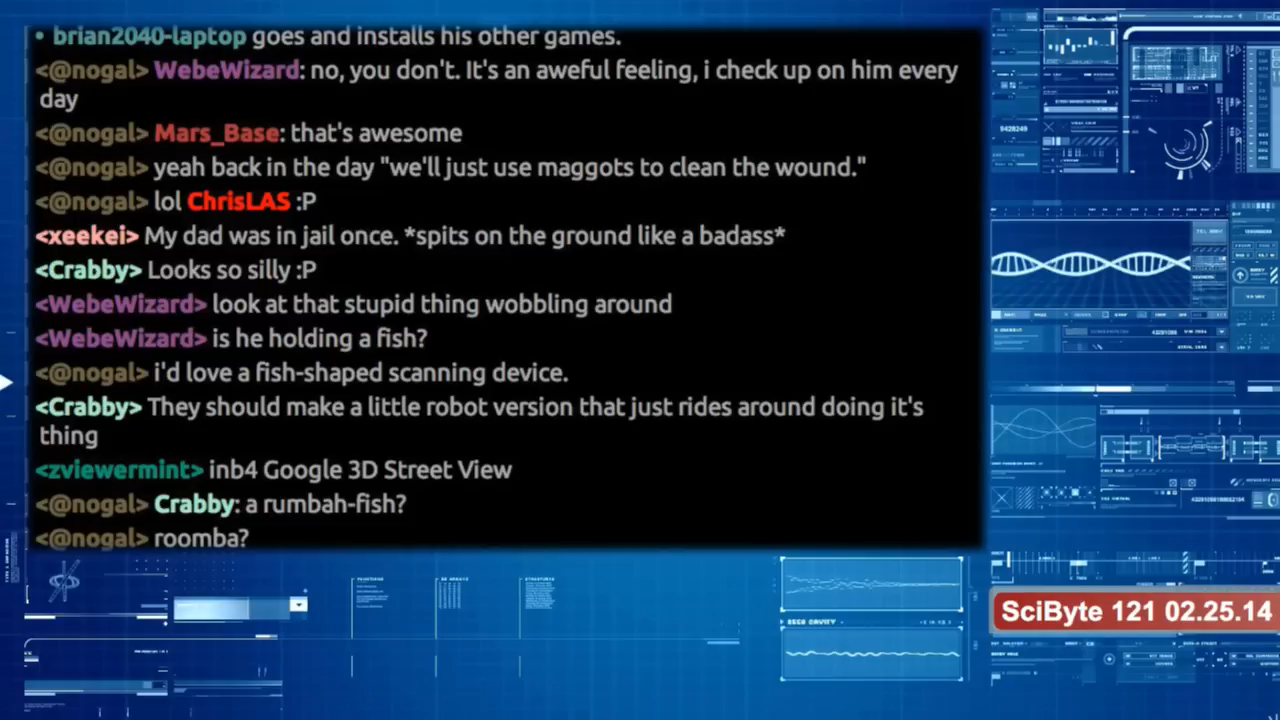 • brian2040-laptop goes and installs his other games.
<@nogal> WebeWizard: no, you don't. It's an aweful feeling, i check up on him every
day
<@nogal> Mars_Base: that's awesome
<@nogal> yeah back in the day "we'll just use maggots to clean the wound."
<@nogal> lol ChrisLAS :P
<xeekei> My dad was in jail once. *spits on the ground like a badass*
<Crabby> Looks so silly :P
<WebeWizard> look at that stupid thing wobbling around
<WebeWizard> is he holding a fish?
<@nogal> i'd love a fish-shaped scanning device.
<Crabby> They should make a little robot version that just rides around doing it's
thing
<zviewermint> inb4 Google 3D Street View
<@nogal> Crabby: a rumbah-fish?
<@nogal> roomba?
9428249
SciByte 121 02.25.14